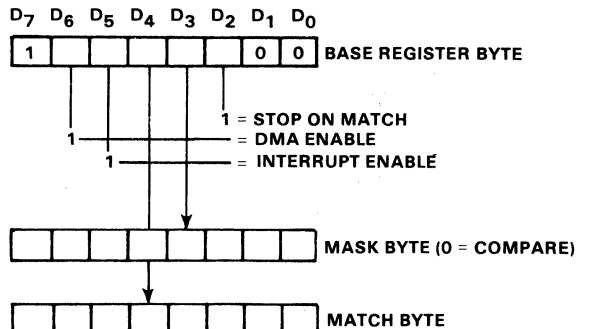 D7 D6 D5 D4 D3 D2 D1 D0
1 0 0 BASE REGISTER BYTE
1 = STOP ON MATCH
1 = DMA ENABLE
1 = INTERRUPT ENABLE
MASK BYTE (0 = COMPARE)
MATCH BYTE